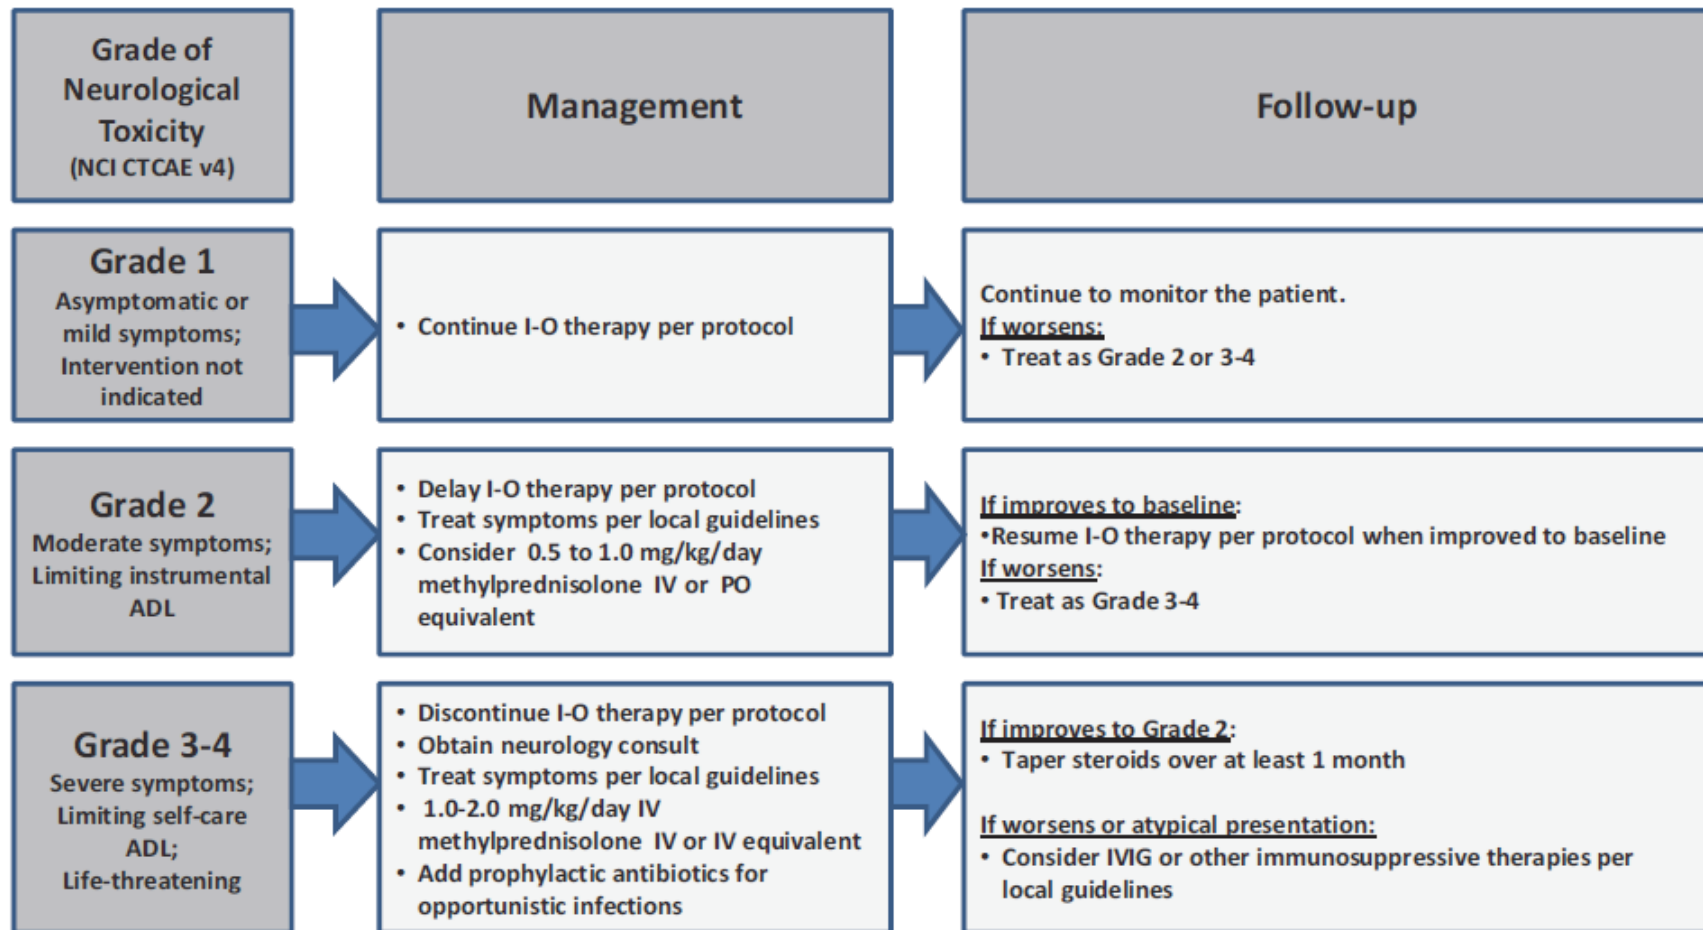 Grade of
Neurological
Toxicity
(NCI CTCAE v4)
Management
Follow-up
Grade 1
Asymptomatic or
mild symptoms;
Intervention not
indicated
• Continue I-O therapy per protocol
Continue to monitor the patient.
If worsens:
• Treat as Grade 2 or 3-4
Grade 2
Moderate symptoms;
Limiting instrumental
ADL
• Delay I-O therapy per protocol
• Treat symptoms per local guidelines
• Consider 0.5 to 1.0 mg/kg/day
methylprednisolone IV or PO
equivalent
If improves to baseline:
•Resume I-O therapy per protocol when improved to baseline
If worsens:
• Treat as Grade 3-4
Grade 3-4
Severe symptoms;
Limiting self-care
ADL;
Life-threatening
• Discontinue I-O therapy per protocol
• Obtain neurology consult
• Treat symptoms per local guidelines
• 1.0-2.0 mg/kg/day IV
methylprednisolone IV or IV equivalent
• Add prophylactic antibiotics for
opportunistic infections
If improves to Grade 2:
• Taper steroids over at least 1 month
If worsens or atypical presentation:
• Consider IVIG or other immunosuppressive therapies per
local guidelines